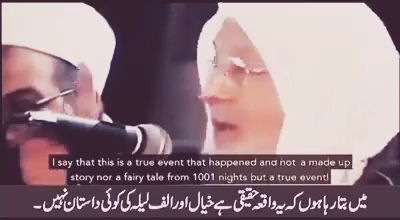 I say that this is a true event that happened and not a made up
story nor a fairy tale from 1001 nights but a true event!
میں بتا رہا ہوں کہ یہ واقعہ حقیقی ہے خیال اور الف لیلہ کی کوئی داستان نہیں۔